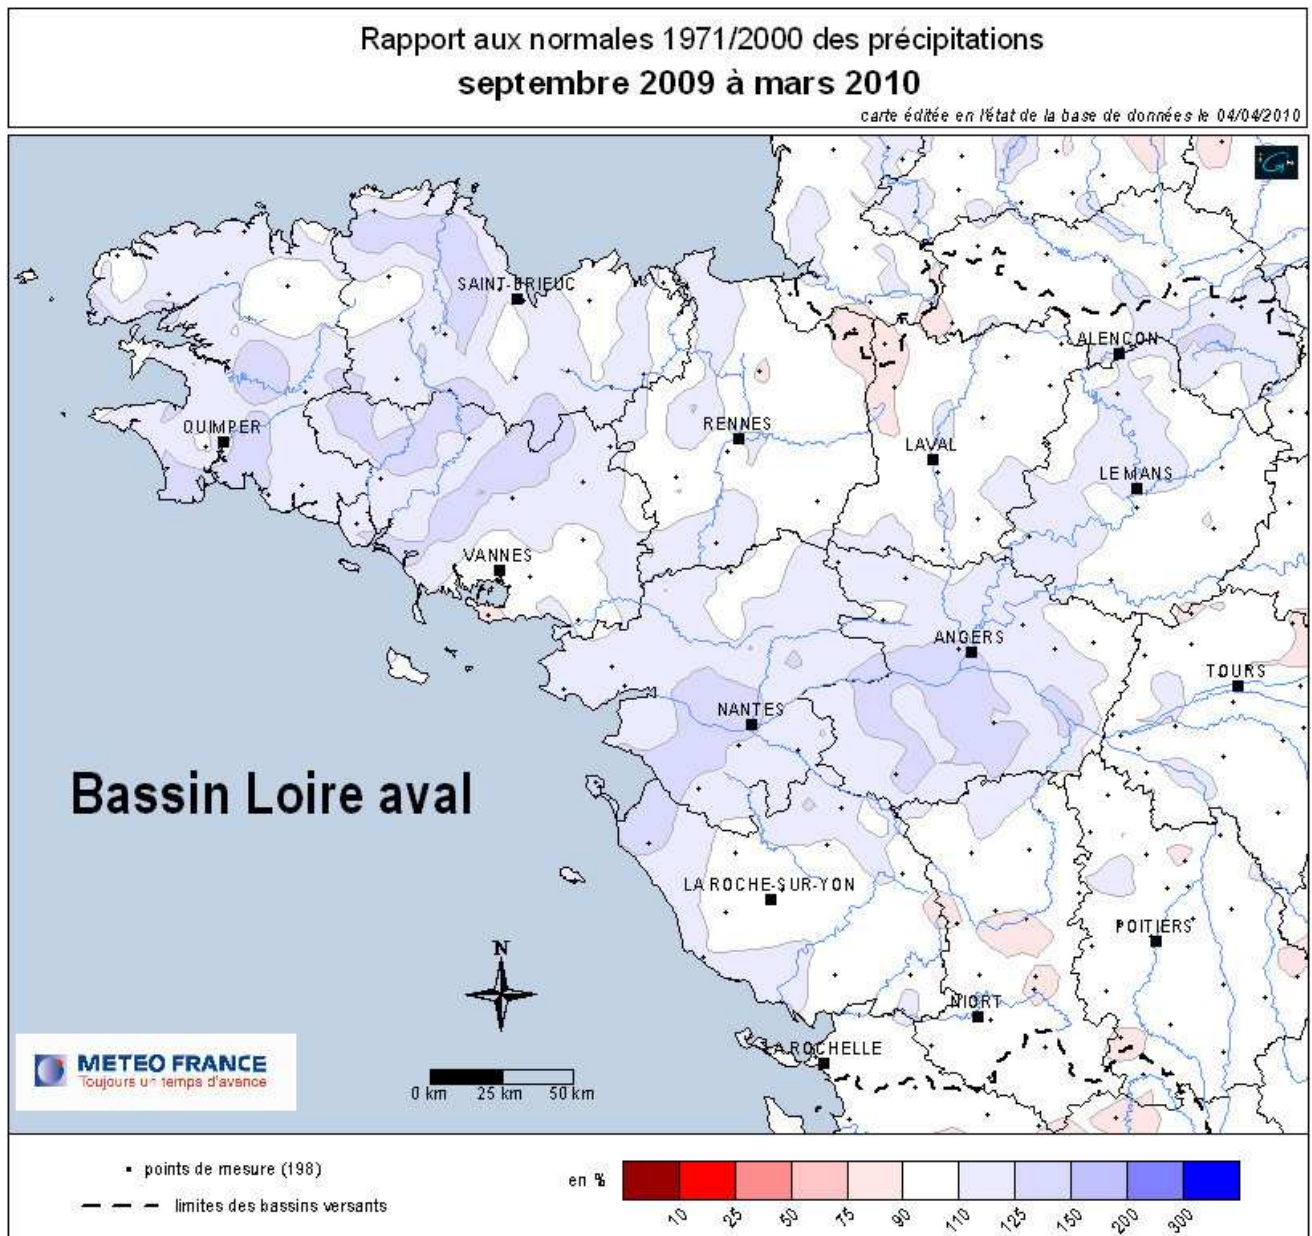 Rapport aux normales 1971/2000 des précipitations
septembre 2009 à mars 2010
carte éditée en l'état de la base de données le 04/04/2010
SAINT-BRIEUC
ALENCON
QUIMPER
RENNES
LAVAL
LE MANS
VANNES
ANGERS
TOURS
NANTES
Bassin Loire aval
LA ROCHE-SUR-YON
POITIERS
N
NIORT
LA ROCHELLE
METEO FRANCE
Toujours un temps d'avance
0 km 25 km 50 km
points de mesure (198)
limites des bassins versants
en %
10 25 50 75 90 110 125 150 200 300